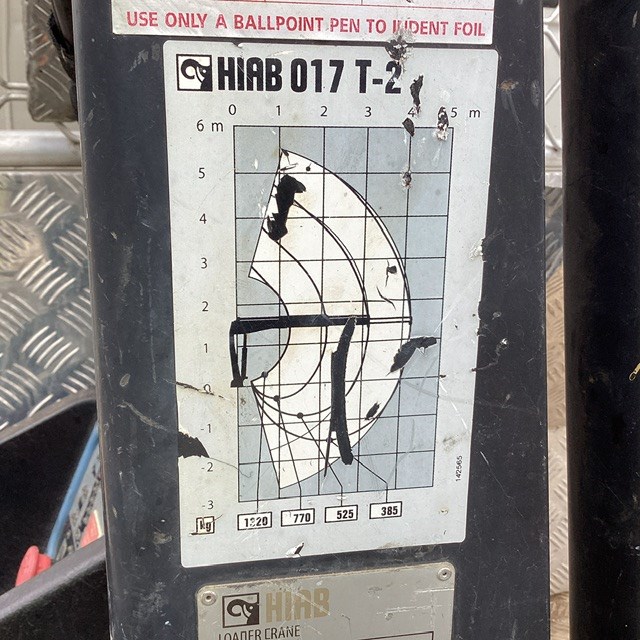 USE ONLY A BALLPOINT PEN TO INDENT FOIL
HIAB 017 T-2
0 1 2 3 4 5 m
6 m
5
4
3
2
1
0
-1
-2
-3
kg 1320 770 525 385
142565
HIAB
LOADER CRANE